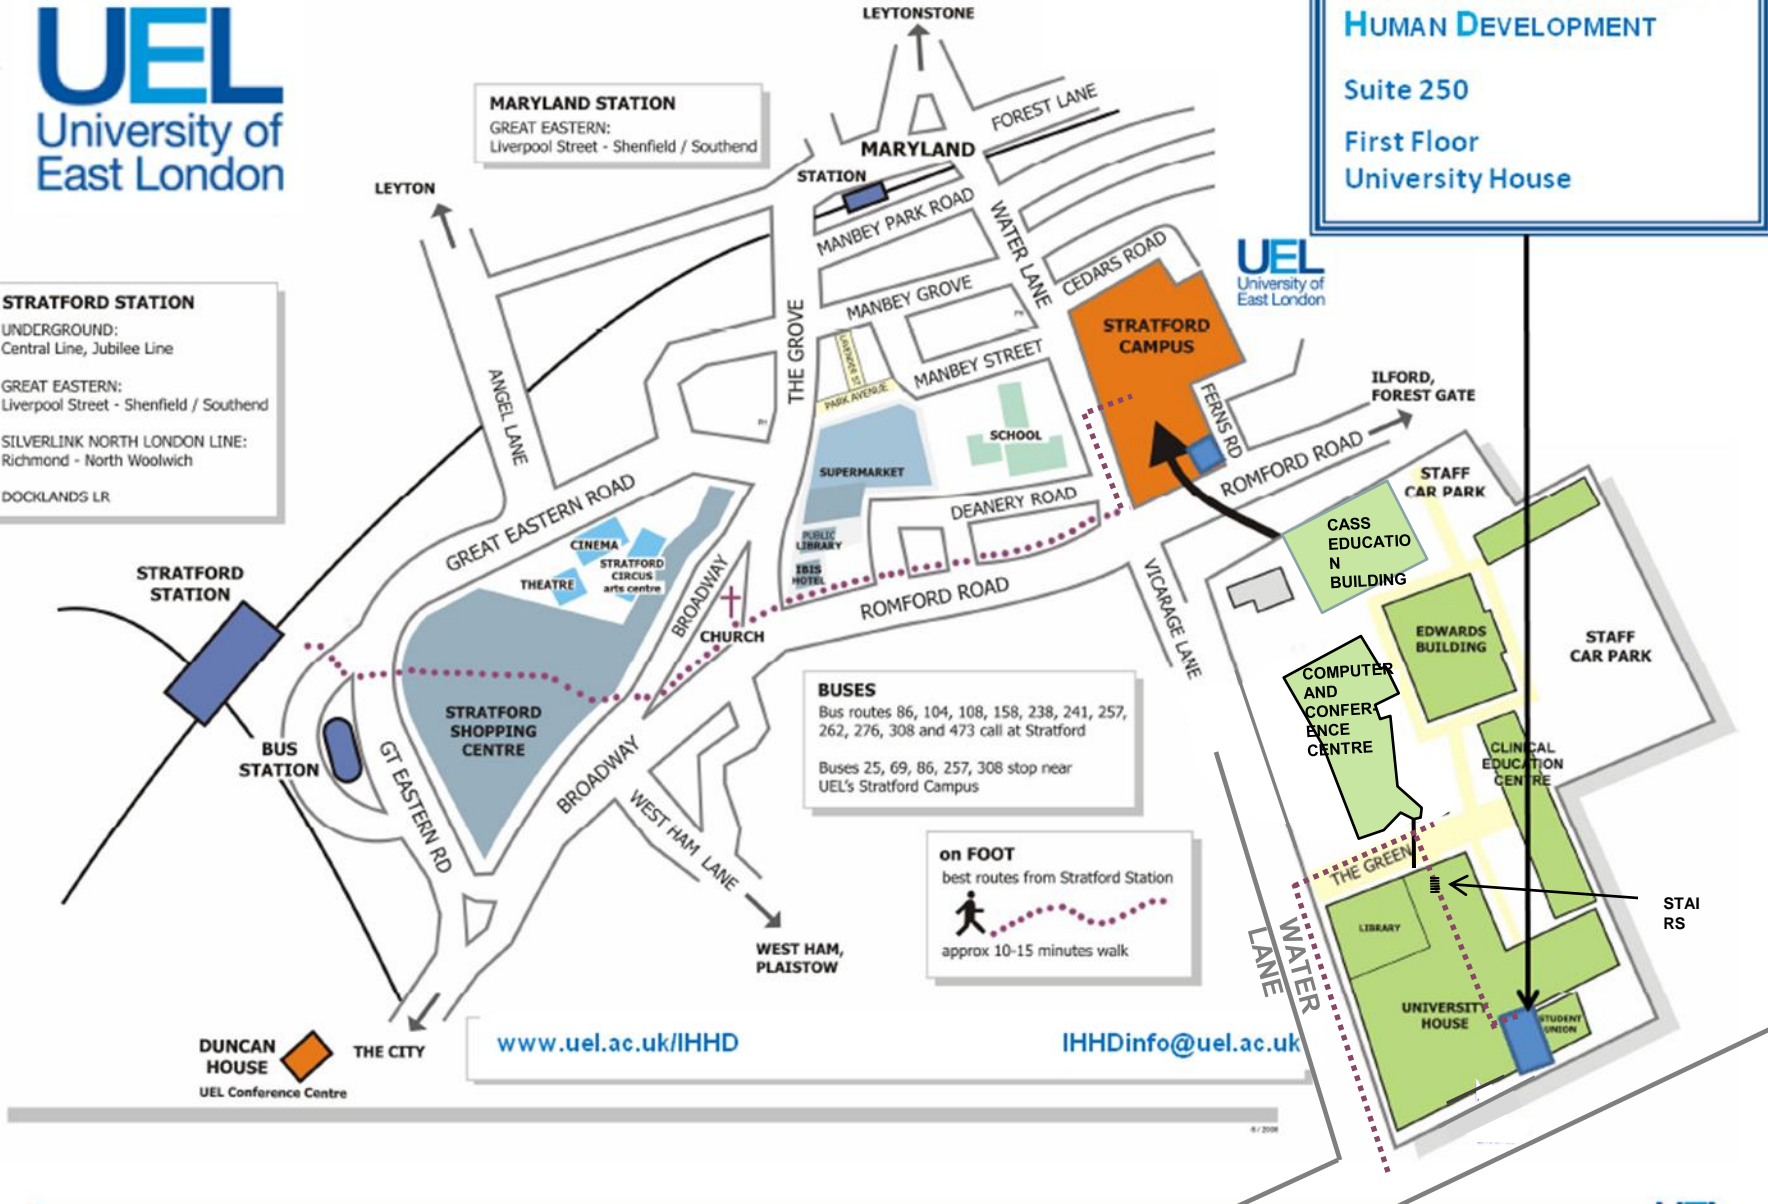 UEL
University of
East London
LEYTONSTONE
HUMAN DEVELOPMENT
Suite 250
First Floor
University House
MARYLAND STATION
GREAT EASTERN:
Liverpool Street - Shenfield / Southend
FOREST LANE
MARYLAND
STATION
LEYTON
MANBEY PARK ROAD
WATER LANE
CEDARS ROAD
UEL
University of
East London
STRATFORD STATION
UNDERGROUND:
Central Line, Jubilee Line
GREAT EASTERN:
Liverpool Street - Shenfield / Southend
SILVERLINK NORTH LONDON LINE:
Richmond - North Woolwich
DOCKLANDS LR
MANBEY GROVE
THE GROVE
STRATFORD
CAMPUS
LAVENDER ST
MANBEY STREET
PARK AVENUE
PH
PH
ANGEL LANE
FERNS RD
ILFORD,
FOREST GATE
SCHOOL
SUPERMARKET
ROMFORD ROAD
GREAT EASTERN ROAD
DEANERY ROAD
STAFF
CAR PARK
CASS
EDUCATIO
N
BUILDING
CINEMA
STRATFORD
CIRCUS
arts centre
THEATRE
PUBLIC
LIBRARY
IBIS
HOTEL
BROADWAY
CHURCH
ROMFORD ROAD
VICARAGE LANE
STRATFORD
STATION
EDWARDS
BUILDING
STAFF
CAR PARK
COMPUTER
AND
CONFER-
ENCE
CENTRE
BUSES
Bus routes 86, 104, 108, 158, 238, 241, 257,
262, 276, 308 and 473 call at Stratford
Buses 25, 69, 86, 257, 308 stop near
UEL's Stratford Campus
STRATFORD
SHOPPING
CENTRE
BUS
STATION
GT EASTERN RD
BROADWAY
WEST HAM LANE
CLINICAL
EDUCATION
CENTRE
on FOOT
best routes from Stratford Station
approx 10-15 minutes walk
THE GREEN
STAI
RS
LIBRARY
WATER
LANE
WEST HAM,
PLAISTOW
UNIVERSITY
HOUSE
STUDENT
UNION
DUNCAN
HOUSE
UEL Conference Centre
THE CITY
www.uel.ac.uk/IHHD
IHHDinfo@uel.ac.uk
6 / 2008
UEL